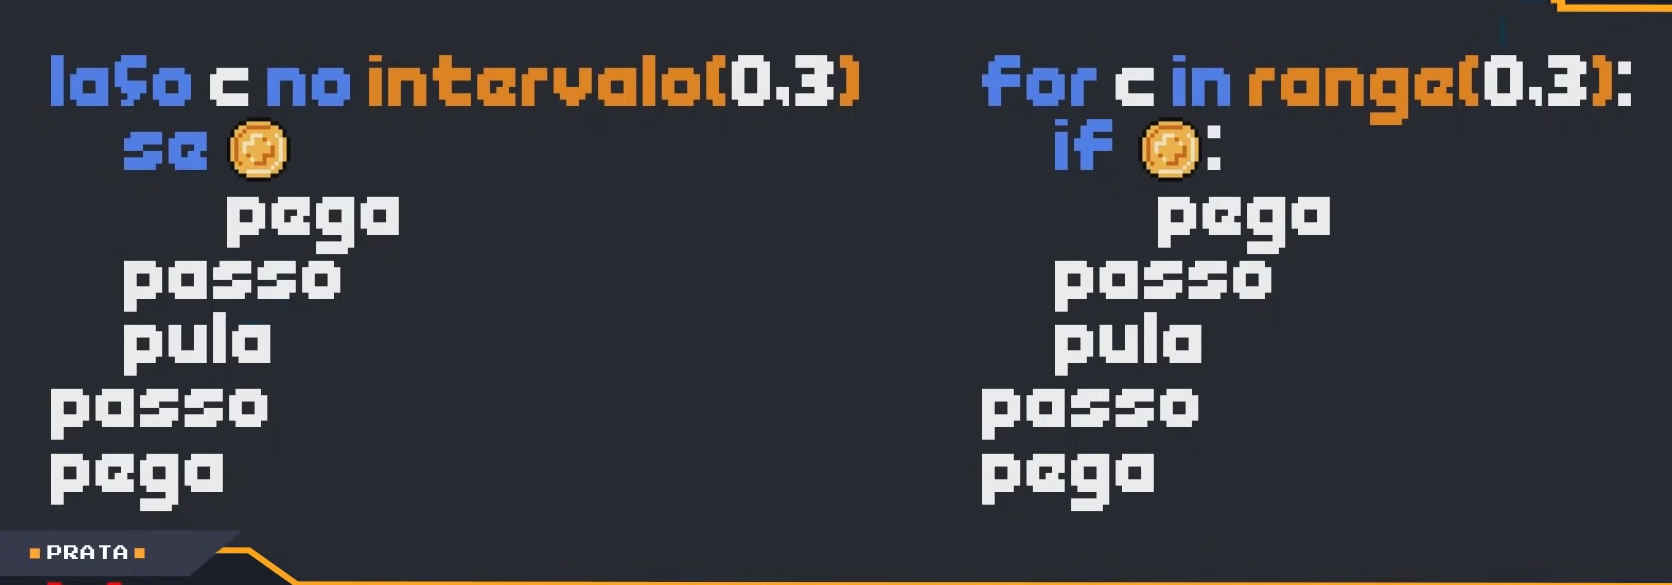 laço c no intervalo(0,3)
se
pega
passo
pula
passo
pega
for c in range(0,3):
if :
pega
passo
pula
passo
pega
PRATA